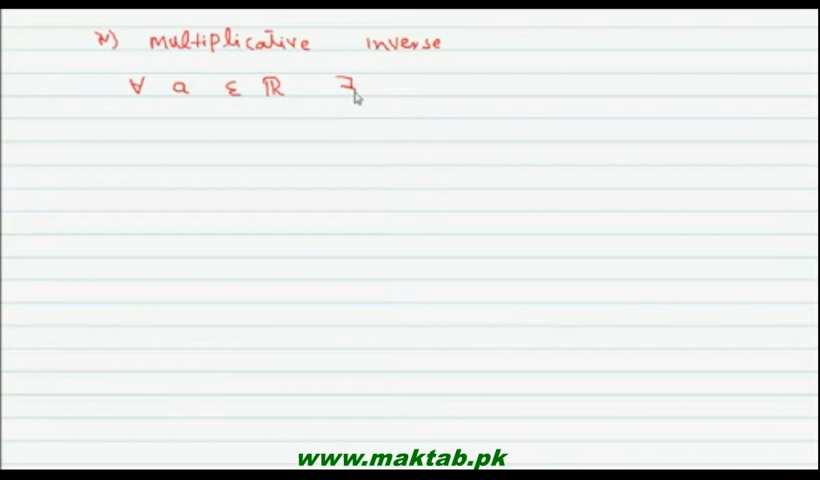 multiplicative inverse
∀ a ε ℝ ∃
www.maktab.pk